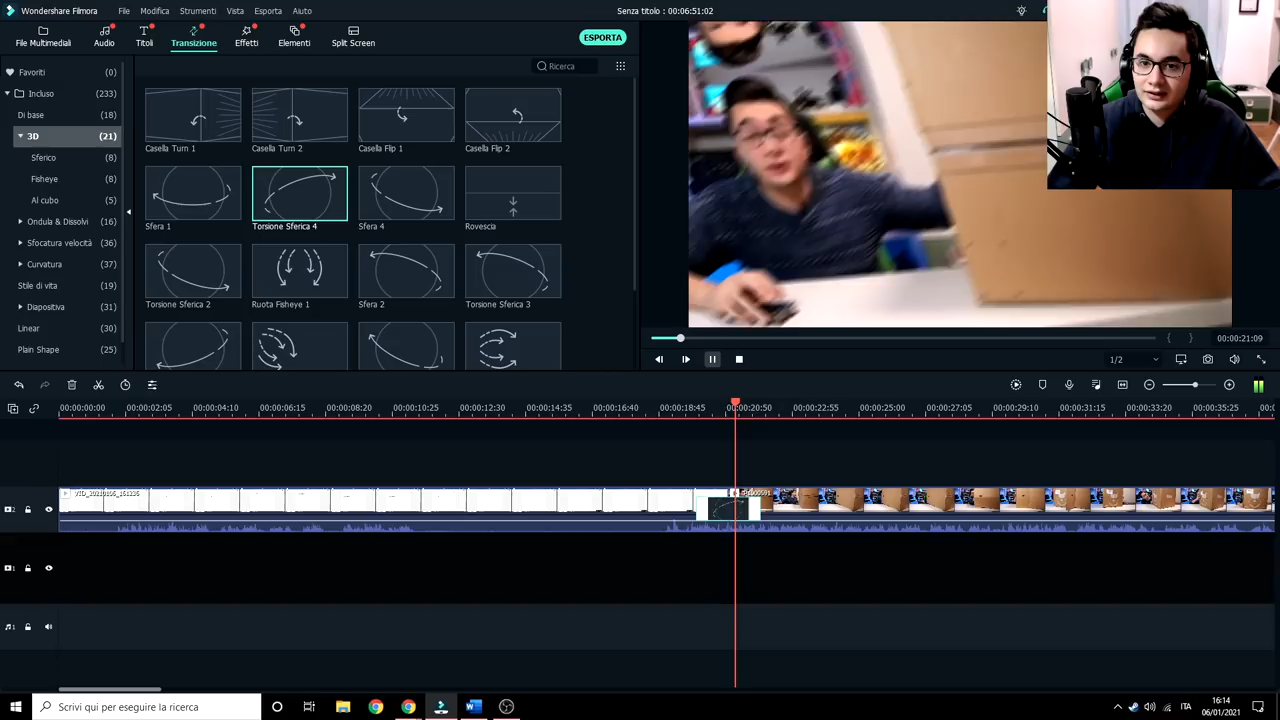 Wondershare Filmora File Modifica Strumenti Vista Esporta Aiuto Senza titolo : 00:06:51:02
File Multimediali Audio Titoli Transizione Effetti Elementi Split Screen ESPORTA
Favoriti (0)
Ricerca
Incluso (233)
Di base (18)
3D (21)
Sferico (8)
Fisheye (8)
Al cubo (5)
Ondula & Dissolvi (16)
Sfocatura velocità (36)
Curvatura (37)
Stile di vita (19)
Diapositiva (31)
Linear (30)
Plain Shape (25)
Casella Turn 1 Casella Turn 2 Casella Flip 1 Casella Flip 2
Sfera 1 Torsione Sferica 4 Sfera 4 Rovescia
Torsione Sferica 2 Ruota Fisheye 1 Sfera 2 Torsione Sferica 3
00:00:21:09
1/2
00:00:00:00 00:00:02:05 00:00:04:10 00:00:06:15 00:00:08:20 00:00:10:25 00:00:12:30 00:00:14:35 00:00:16:40 00:00:18:45 00:00:20:50 00:00:22:55 00:00:25:00 00:00:27:05 00:00:29:10 00:00:31:15 00:00:33:20 00:00:35:25
VID_20210106_161236
2
1
1
Scrivi qui per eseguire la ricerca
ITA
16:14
06/01/2021